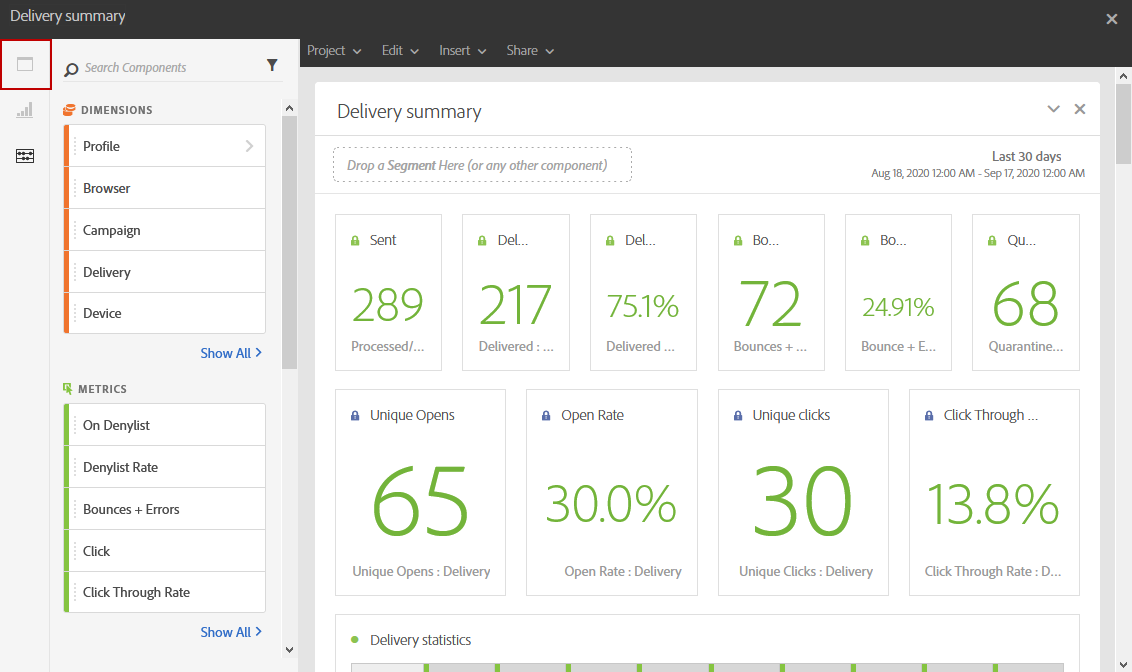 Delivery summary
Project
Edit
Insert
Share
Search Components
DIMENSIONS
Profile
Browser
Campaign
Delivery
Device
Show All
METRICS
On Denylist
Denylist Rate
Bounces + Errors
Click
Click Through Rate
Show All
Delivery summary
Drop a Segment Here (or any other component)
Last 30 days
Aug 18, 2020 12:00 AM - Sep 17, 2020 12:00 AM
Sent
289
Processed/...
Del...
217
Delivered : ...
Del...
75.1%
Delivered ...
Bo...
72
Bounces + ...
Bo...
24.91%
Bounce + E...
Qu...
68
Quarantine...
Unique Opens
65
Unique Opens : Delivery
Open Rate
30.0%
Open Rate : Delivery
Unique clicks
30
Unique Clicks : Delivery
Click Through ...
13.8%
Click Through Rate : D...
Delivery statistics